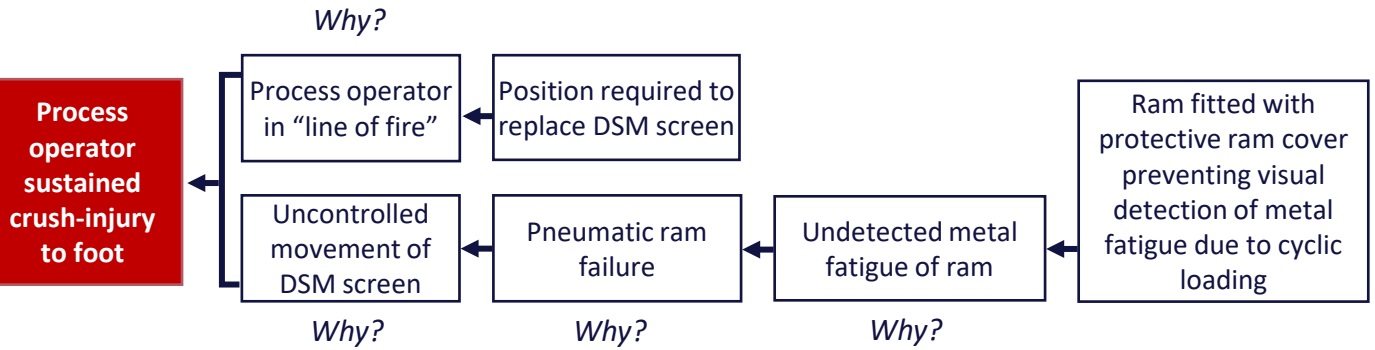 Why?
Process
operator
sustained
crush-injury
to foot
Process operator
in “line of fire”
Position required to
replace DSM screen
Uncontrolled
movement of
DSM screen
Pneumatic ram
failure
Undetected metal
fatigue of ram
Ram fitted with
protective ram cover
preventing visual
detection of metal
fatigue due to cyclic
loading
Why?
Why?
Why?